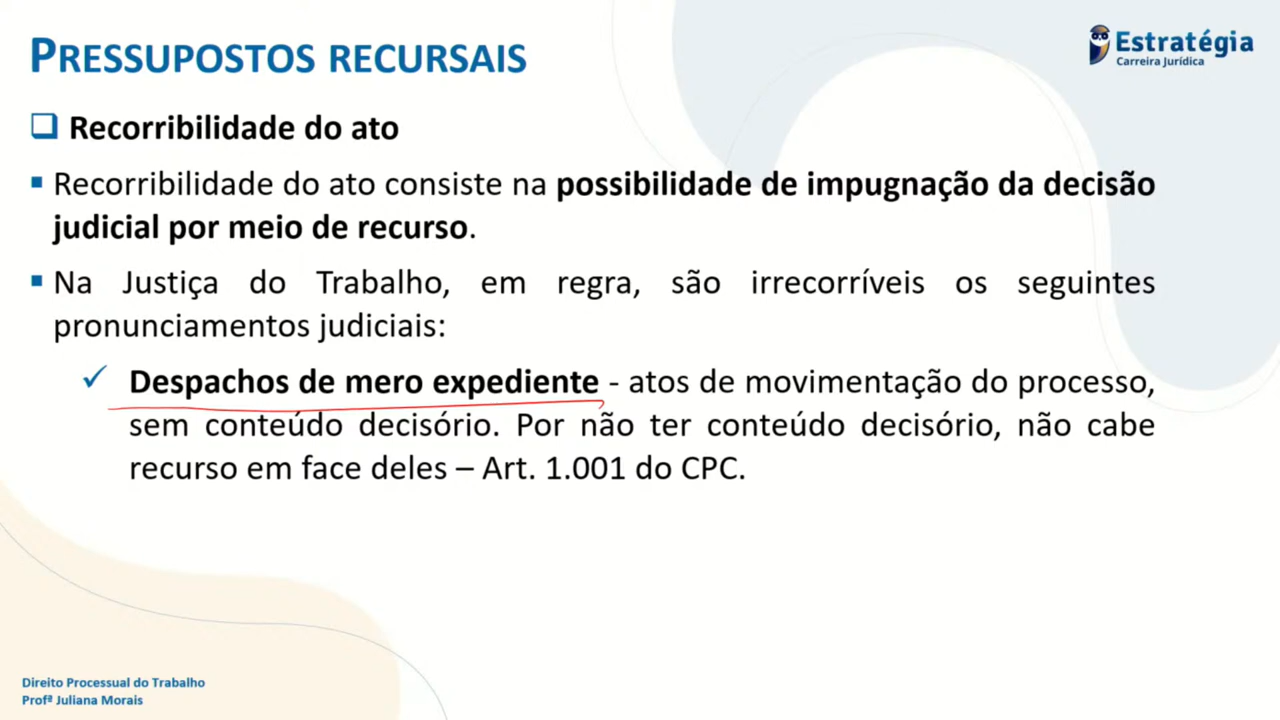 PRESSUPOSTOS RECURSAIS
Estratégia
Carreira Jurídica
Recorribilidade do ato
Recorribilidade do ato consiste na possibilidade de impugnação da decisão
judicial por meio de recurso.
Na Justiça do Trabalho, em regra, são irrecorríveis os seguintes
pronunciamentos judiciais:
Despachos de mero expediente - atos de movimentação do processo,
sem conteúdo decisório. Por não ter conteúdo decisório, não cabe
recurso em face deles – Art. 1.001 do CPC.
Direito Processual do Trabalho
Profª Juliana Morais